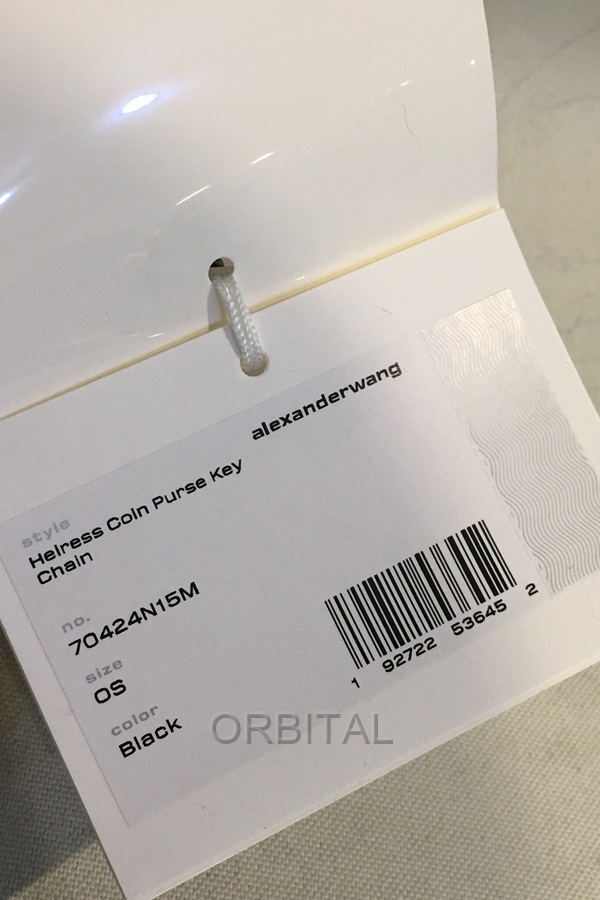 alexanderwang
style
Heiress Coin Purse Key
Chain
no.
70424N15M
size
OS
color
Black
1 92722 53645 2
ORBITAL